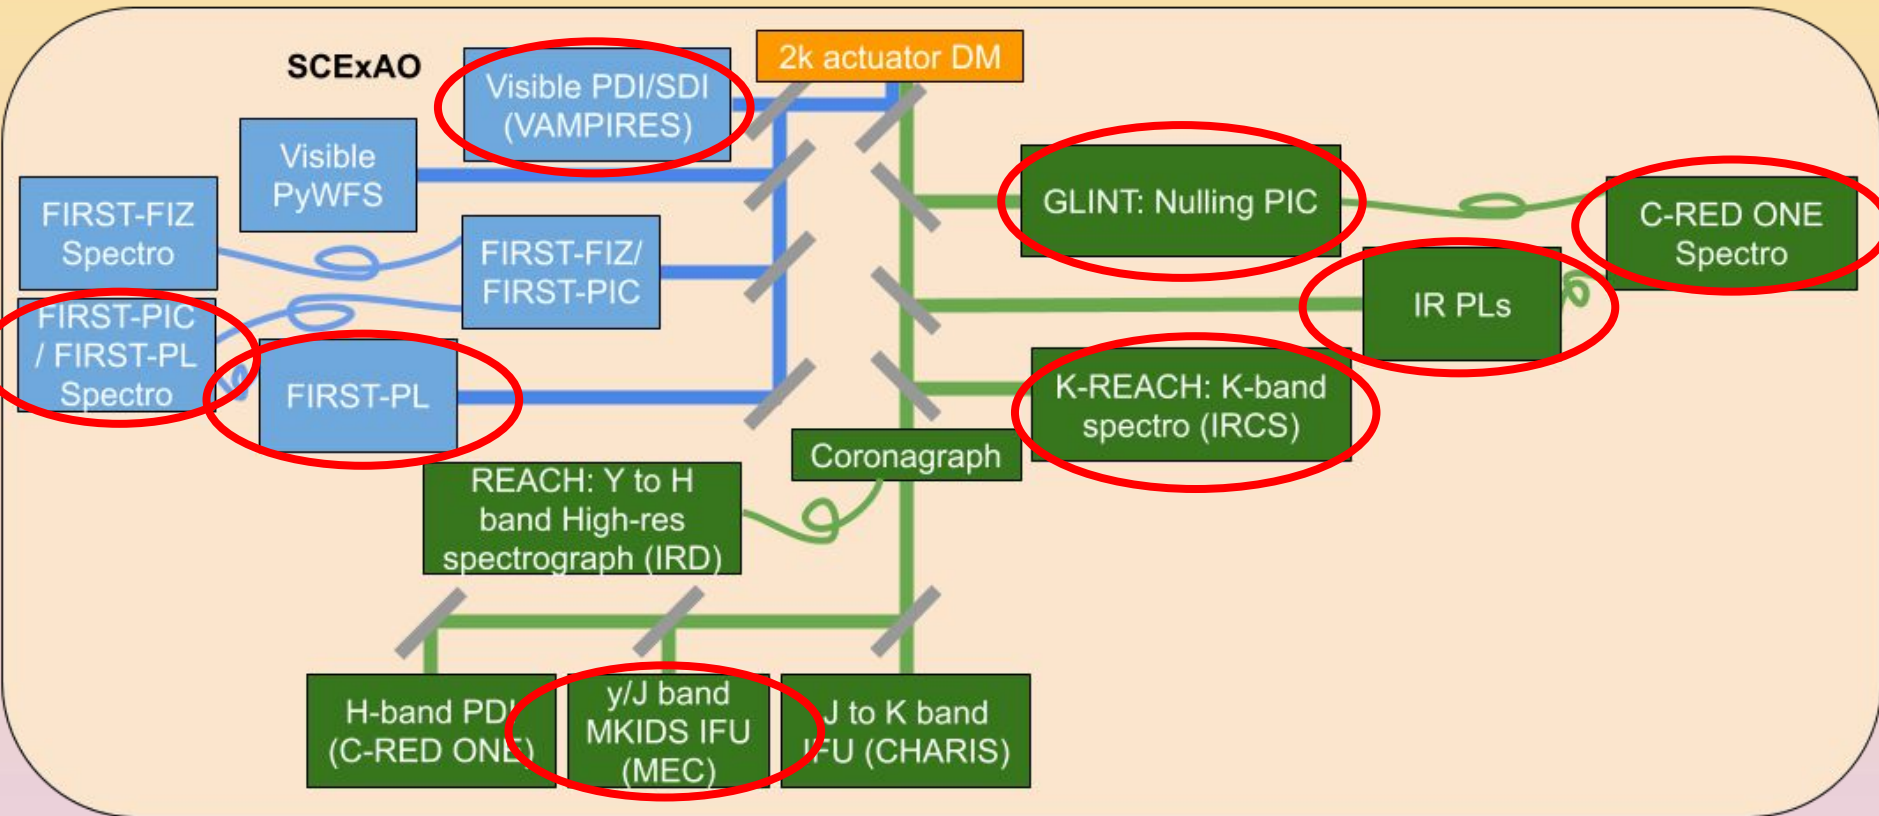 SCExAO
Visible PDI/SDI
(VAMPIRES)
2k actuator DM
Visible
PyWFS
FIRST-FIZ
Spectro
FIRST-FIZ/
FIRST-PIC
FIRST-PIC
/ FIRST-PL
Spectro
FIRST-PL
GLINT: Nulling PIC
C-RED ONE
Spectro
IR PLs
K-REACH: K-band
spectro (IRCS)
Coronagraph
REACH: Y to H
band High-res
spectrograph (IRD)
H-band PDI
(C-RED ONE)
y/J band
MKIDS IFU
(MEC)
J to K band
IFU (CHARIS)